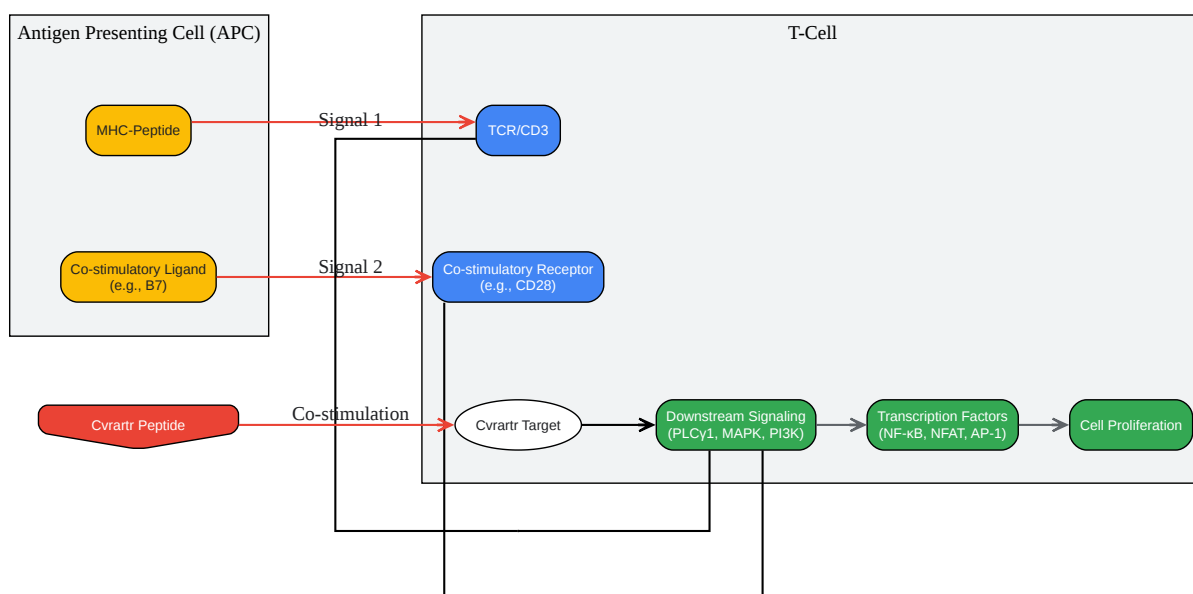 Antigen Presenting Cell (APC)
T-Cell
MHC-Peptide
Signal 1
TCR/CD3
Co-stimulatory Ligand
(e.g., B7)
Signal 2
Co-stimulatory Receptor
(e.g., CD28)
Cvrartr Peptide
Co-stimulation
Cvrartr Target
Downstream Signaling
(PLCγ1, MAPK, PI3K)
Transcription Factors
(NF-κB, NFAT, AP-1)
Cell Proliferation